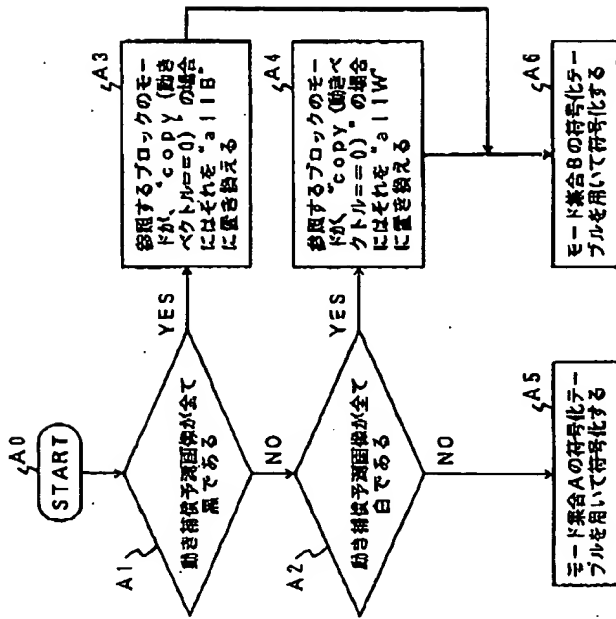 A0
START
A1
動き補償予測画像が全て
黒である
YES
A3
参照するブロックのモー
ドが、“copy(動き
ベクトル==0)”の場合
にはそれを“allB”
に置き換える
NO
A2
動き補償予測画像が全て
白である
YES
A4
参照するブロックのモー
ドが、“copy(動きベ
クトル==0)”の場合
にはそれを“allW”
に置き換える
NO
A5
モード集合Aの符号化テー
ブルを用いて符号化する
A6
モード集合Bの符号化テー
ブルを用いて符号化する